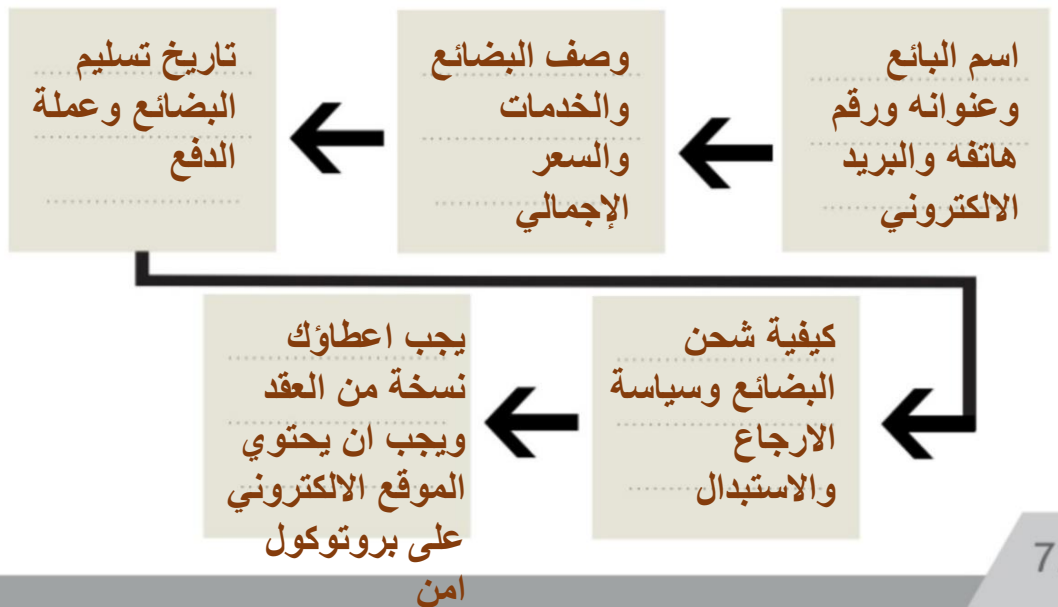 اسم البائع
وعنوانه ورقم
هاتفه والبريد
الالكتروني
وصف البضائع
والخدمات
والسعر
الإجمالي
تاريخ تسليم
البضائع وعملة
الدفع
كيفية شحن
البضائع وسياسة
الارجاع
والاستبدال
يجب اعطاؤك
نسخة من العقد
ويجب ان يحتوي
الموقع الالكتروني
على بروتوكول
امن
7